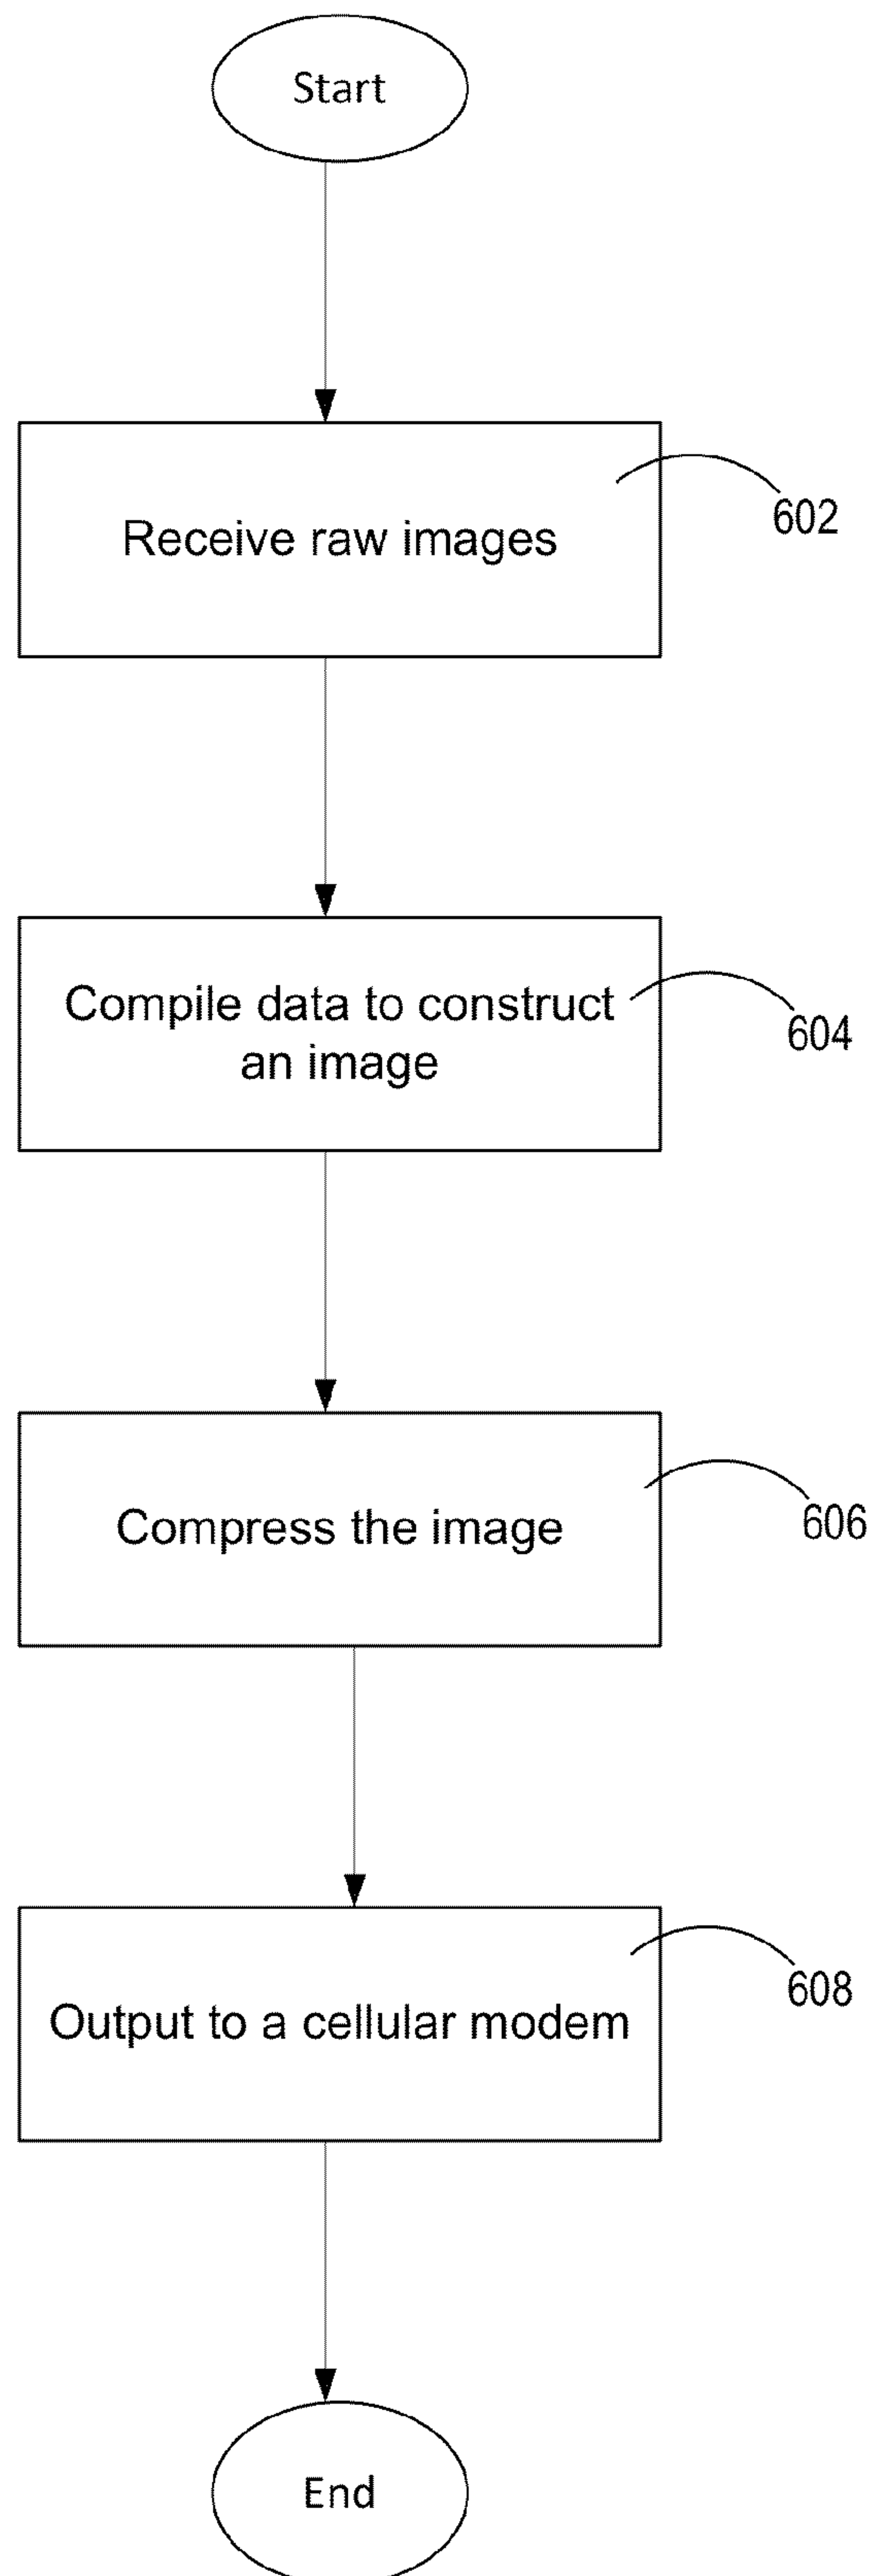 Start
Receive raw images
602
Compile data to construct
an image
604
Compress the image
606
Output to a cellular modem
608
End